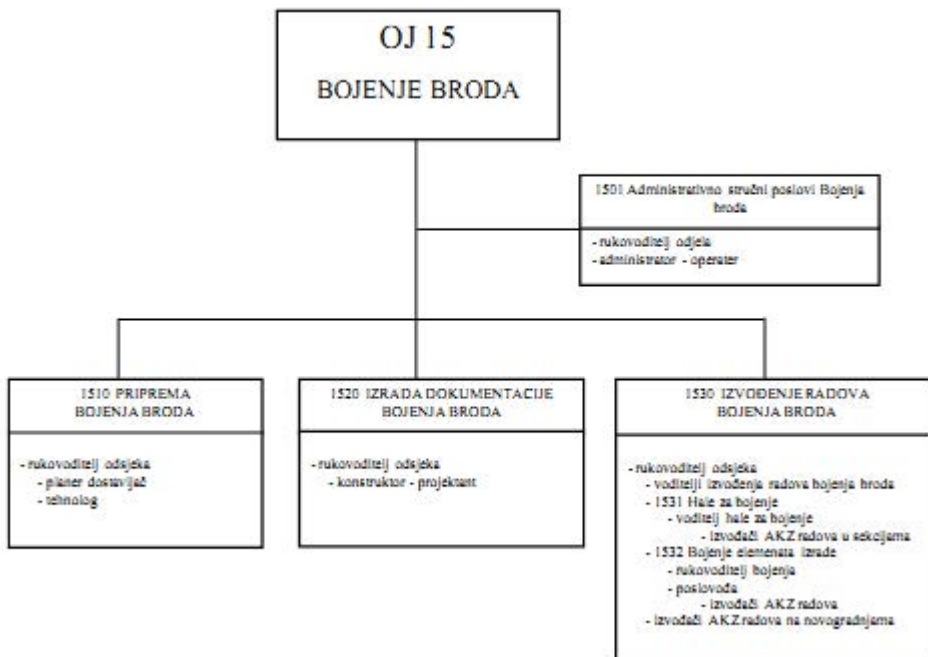 OJ 15
BOJENJE BRODA
1501 Administrativno stručni poslovi Bojenja
broda
- rukovoditelj odjela
- administrator - operater
1510 PRIPREMA
BOJENJA BRODA
- rukovoditelj odsjeka
- planer dostavljač
- tehnolog
1520 IZRADA DOKUMENTACIJE
BOJENJA BRODA
- rukovoditelj odsjeka
- konstruktor - projektant
1530 IZVOĐENJE RADOVA
BOJENJA BRODA
- rukovoditelj odsjeka
- voditelji izvođenja radova bojenja broda
- 1531 Hale za bojenje
- voditelj hale za bojenje
- izvođači AKZ radova u sekcijama
- 1532 Bojenje elemenata izrade
- rukovoditelj bojenja
- poslovođa
- izvođači AKZ radova
- izvođači AKZ radova na novogradnjama